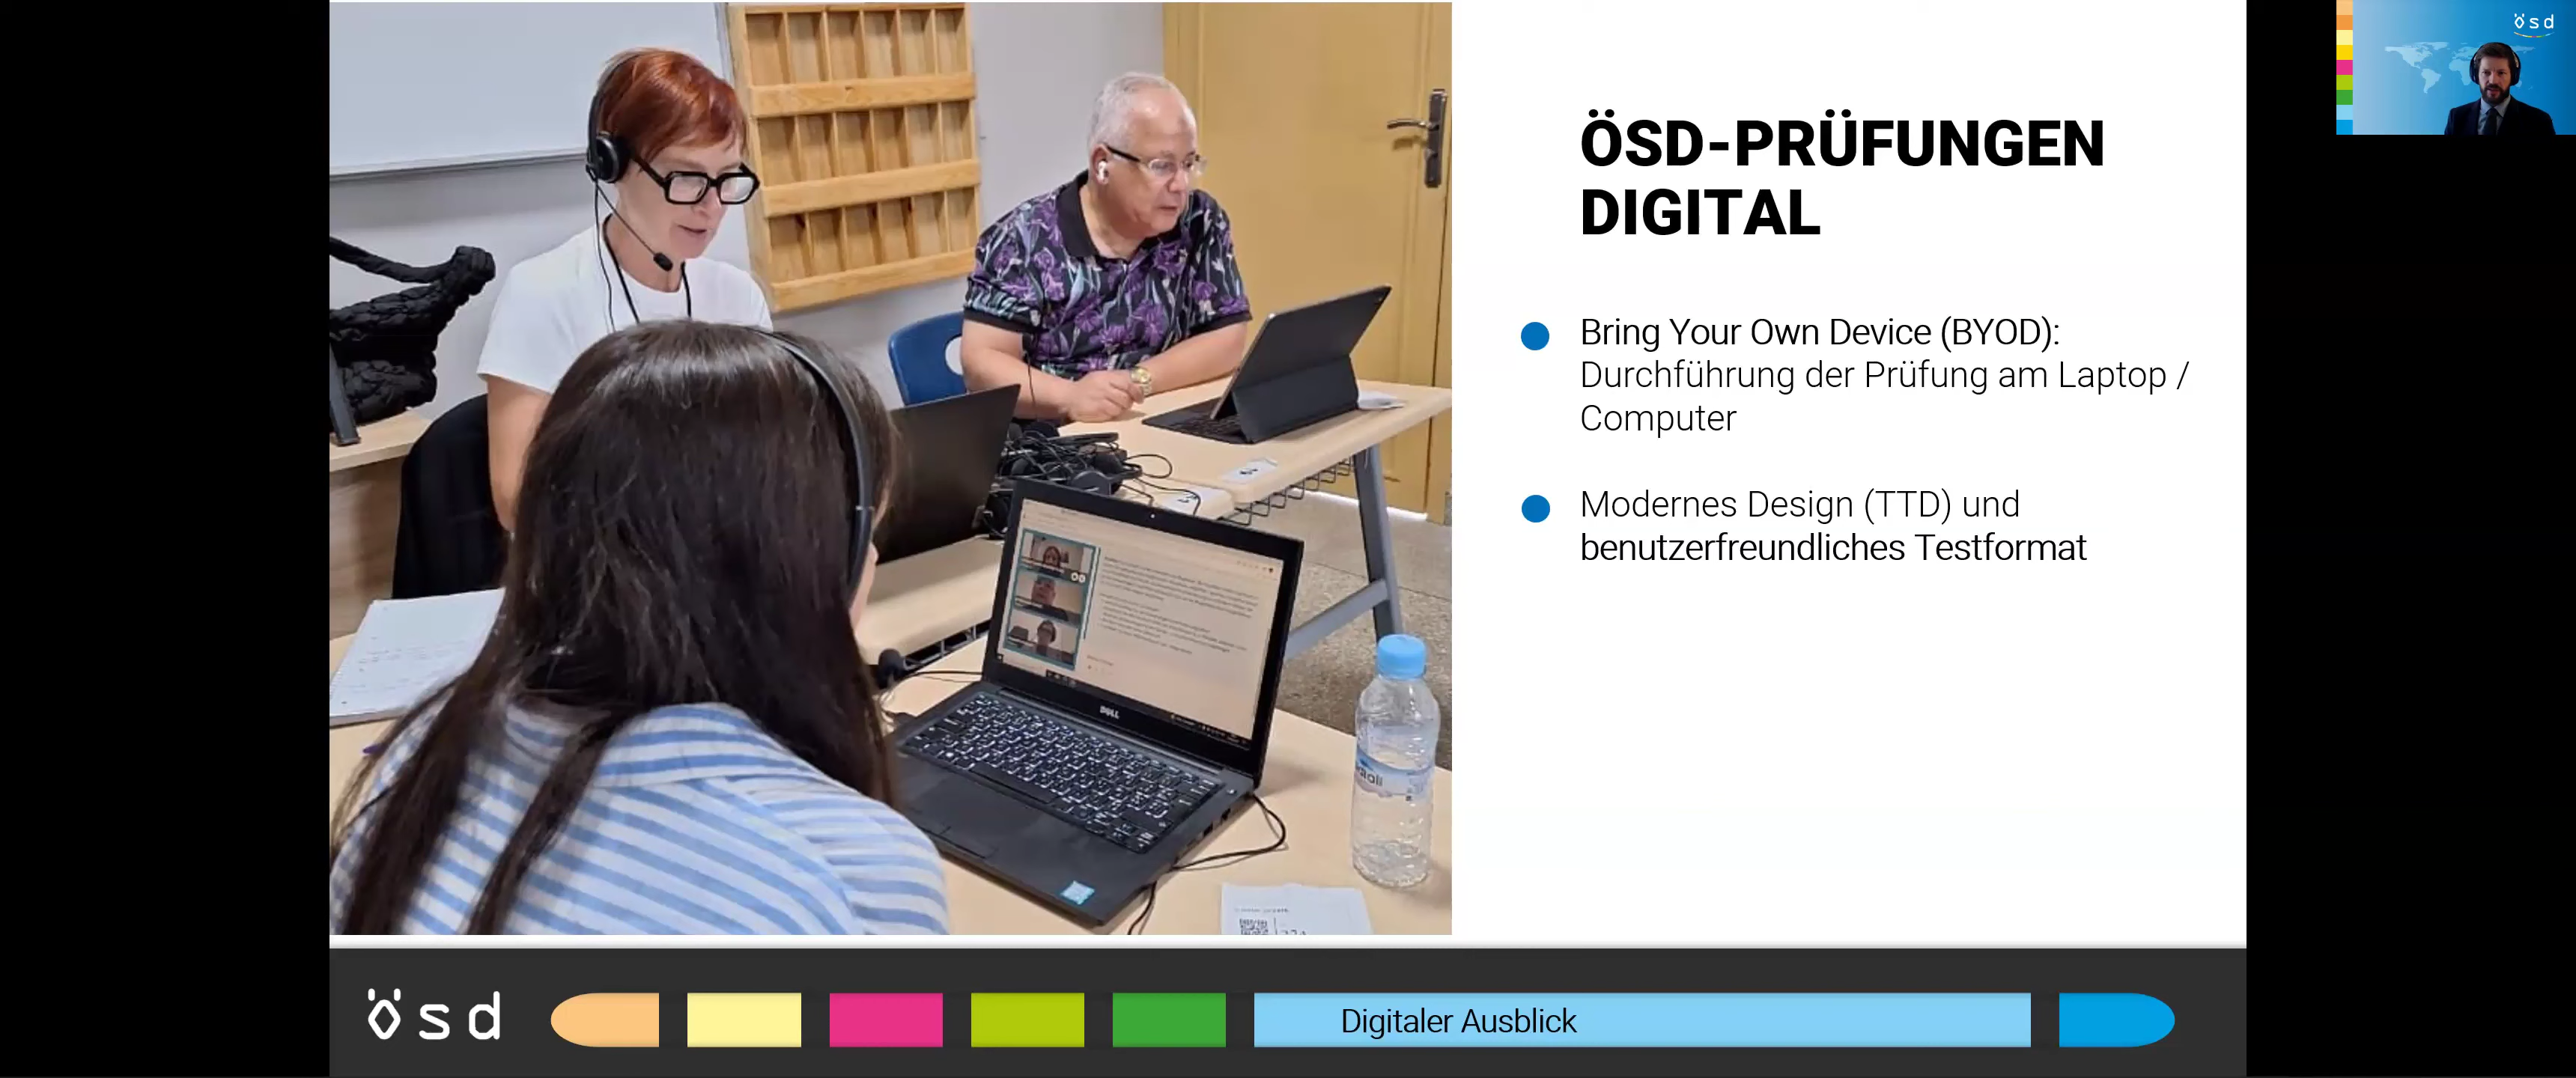 ösd
ÖSD-PRÜFUNGEN
DIGITAL
Bring Your Own Device (BYOD):
Durchführung der Prüfung am Laptop /
Computer
Modernes Design (TTD) und
benutzerfreundliches Testformat
DELL
ösd
Digitaler Ausblick